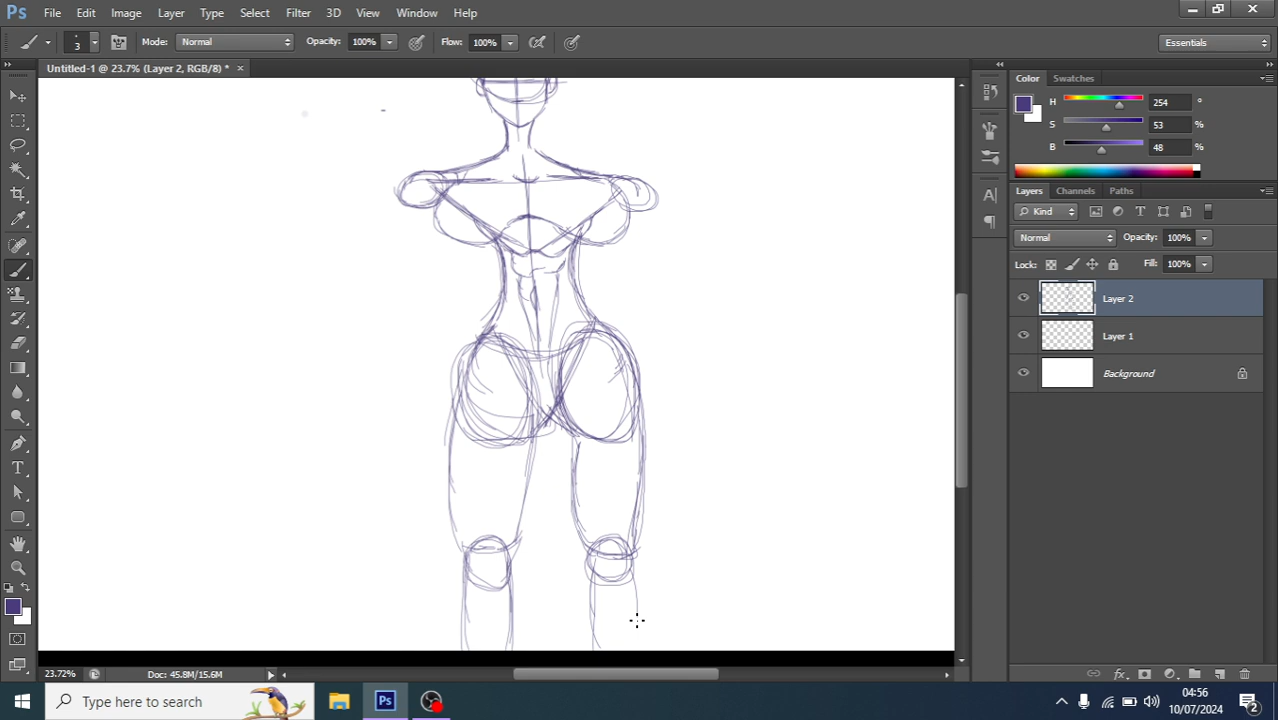 Ps File Edit Image Layer Type Select Filter 3D View Window Help
3 Mode: Normal Opacity: 100% Flow: 100% Essentials
Untitled-1 @ 23.7% (Layer 2, RGB/8) * ×
Color Swatches
H 254 °
S 53 %
B 48 %
Layers Channels Paths
Kind
Normal Opacity: 100%
Lock: Fill: 100%
Layer 2
Layer 1
Background
23.72% Doc: 45.8M/15.6M
Type here to search
Ps
04:56
10/07/2024
2